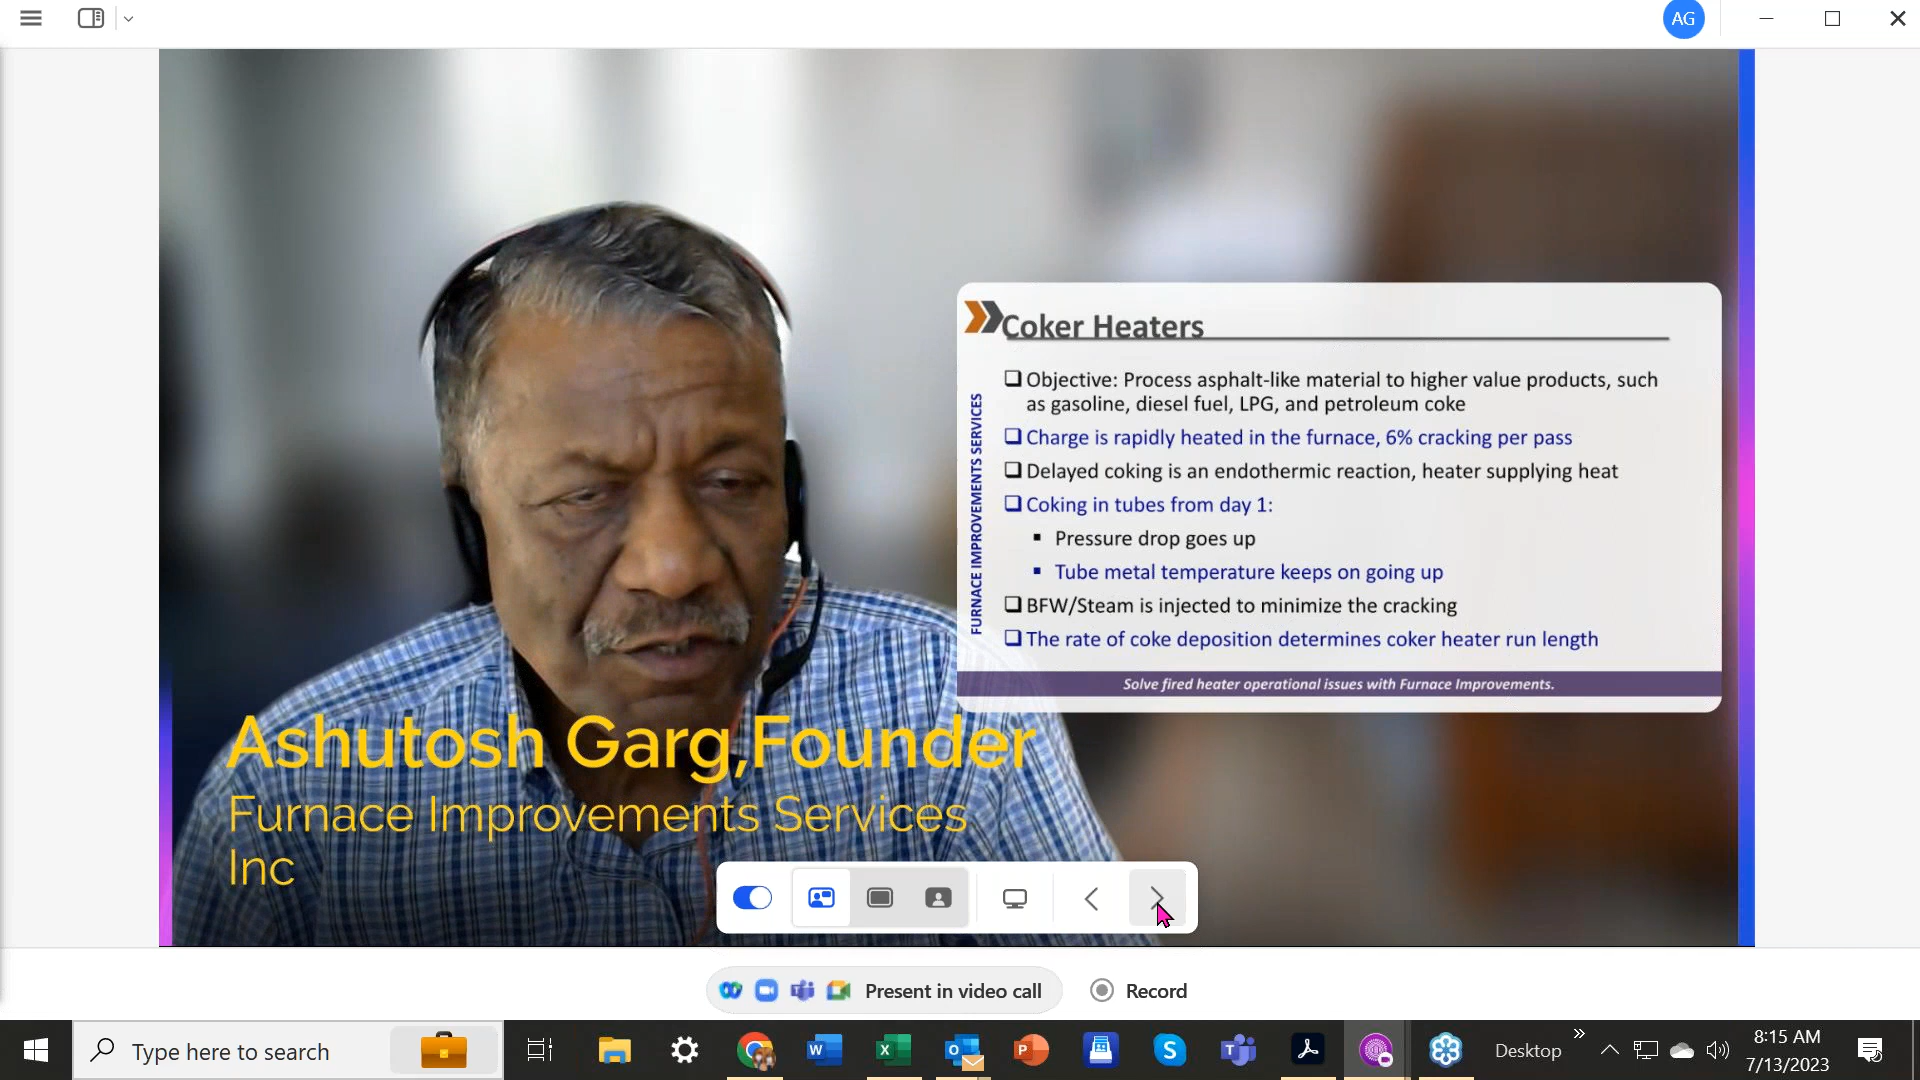 AG
Coker Heaters
FURNACE IMPROVEMENTS SERVICES
Objective: Process asphalt-like material to higher value products, such
as gasoline, diesel fuel, LPG, and petroleum coke
Charge is rapidly heated in the furnace, 6% cracking per pass
Delayed coking is an endothermic reaction, heater supplying heat
Coking in tubes from day 1:
Pressure drop goes up
Tube metal temperature keeps on going up
BFW/Steam is injected to minimize the cracking
The rate of coke deposition determines coker heater run length
Solve fired heater operational issues with Furnace Improvements.
Ashutosh Garg,Founder
Furnace Improvements Services
Inc
Present in video call
Record
Type here to search
Desktop
8:15 AM
7/13/2023